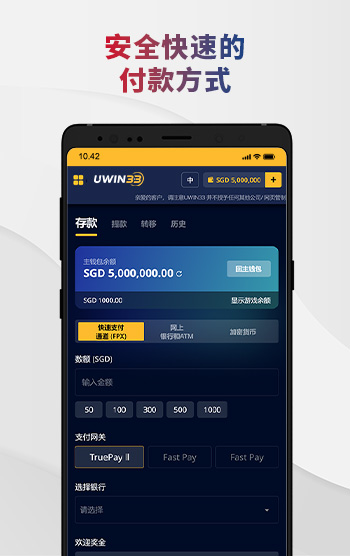 安全快速的
付款方式
10.42
UWIN33
中
SGD 5,000,000
+
亲爱的客户，请注意UWIN33 并不授予任何其他公司/ 网页管制
存款
提款
转移
历史
主钱包余额
SGD 5,000,000.00
回主钱包
SGD 1000.00
显示游戏余额
快速支付
通道 (FPX)
网上
银行和ATM
加密货币
数额 (SGD)
输入金额
50
100
300
500
1000
支付网关
TruePay II
Fast Pay
Fast Pay
选择银行
请选择
欢迎奖金